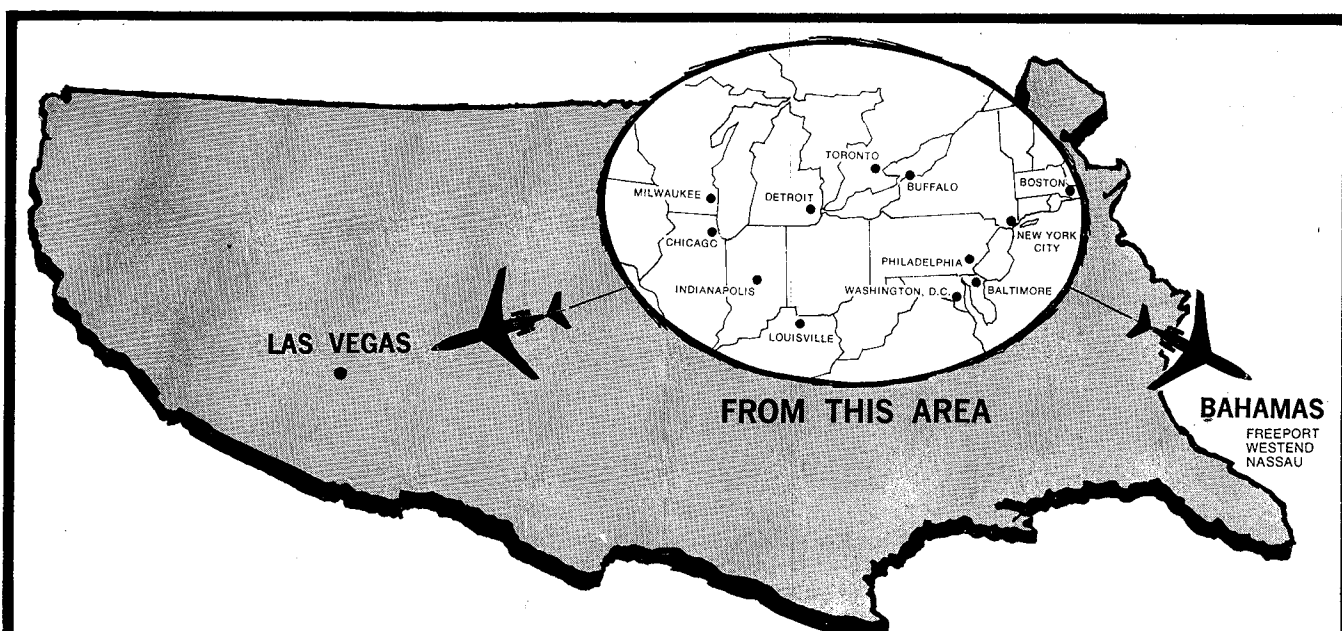 TORONTO
BUFFALO
BOSTON
MILWAUKEE
DETROIT
NEW YORK
CITY
CHICAGO
PHILADELPHIA
INDIANAPOLIS
WASHINGTON, D.C.
BALTIMORE
LOUISVILLE
LAS VEGAS
FROM THIS AREA
BAHAMAS
FREEPORT
WESTEND
NASSAU